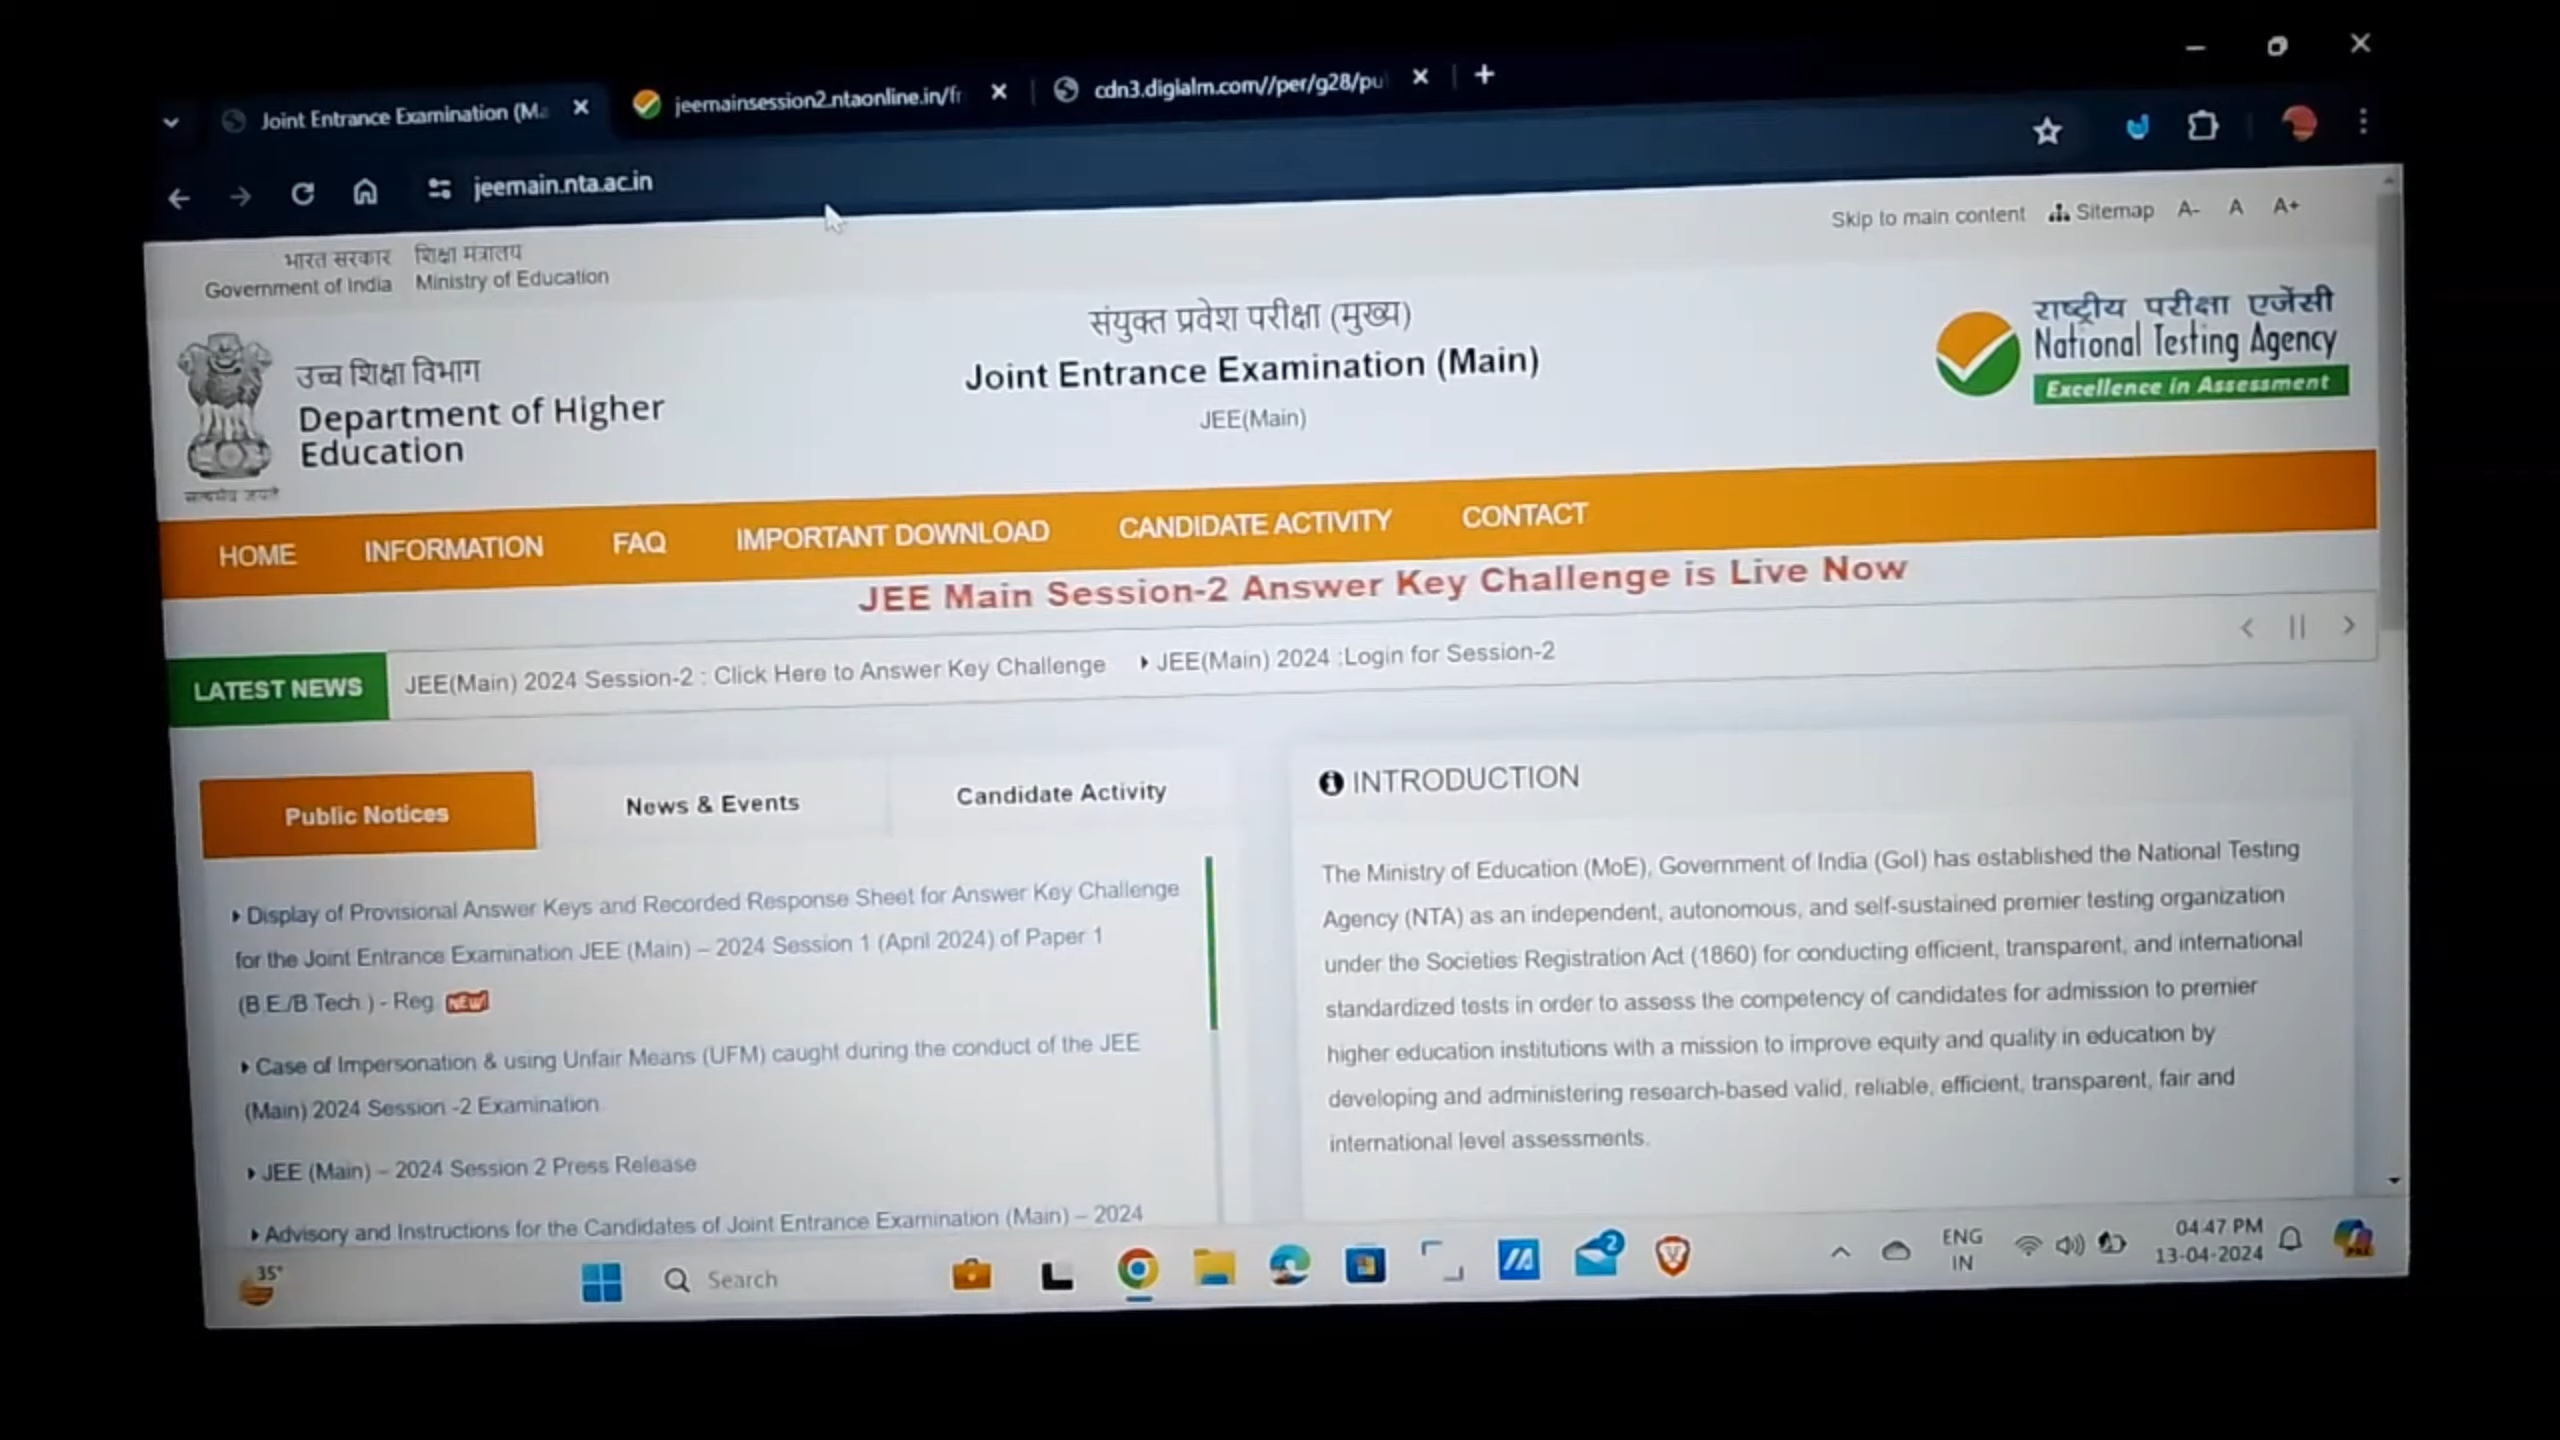 Joint Entrance Examination (Ma
jeemainsession2.ntaonline.in/fr
cdn3.digialm.com//per/g28/pu
jeemain.nta.ac.in
Skip to main content Sitemap A- A A+
भारत सरकार शिक्षा मंत्रालय
Government of India Ministry of Education
संयुक्त प्रवेश परीक्षा (मुख्य)
Joint Entrance Examination (Main)
JEE(Main)
उच्च शिक्षा विभाग
Department of Higher
Education
सत्यमेव जयते
राष्ट्रीय परीक्षा एजेंसी
National Testing Agency
Excellence in Assessment
HOME INFORMATION FAQ IMPORTANT DOWNLOAD CANDIDATE ACTIVITY CONTACT
JEE Main Session-2 Answer Key Challenge is Live Now
LATEST NEWS JEE(Main) 2024 Session-2 : Click Here to Answer Key Challenge JEE(Main) 2024 :Login for Session-2
Public Notices News & Events Candidate Activity
Display of Provisional Answer Keys and Recorded Response Sheet for Answer Key Challenge
for the Joint Entrance Examination JEE (Main) – 2024 Session 1 (April 2024) of Paper 1
(B.E./B.Tech.) - Reg. NEW!
Case of Impersonation & using Unfair Means (UFM) caught during the conduct of the JEE
(Main) 2024 Session -2 Examination.
JEE (Main) – 2024 Session 2 Press Release
Advisory and Instructions for the Candidates of Joint Entrance Examination (Main) – 2024
INTRODUCTION
The Ministry of Education (MoE), Government of India (GoI) has established the National Testing
Agency (NTA) as an independent, autonomous, and self-sustained premier testing organization
under the Societies Registration Act (1860) for conducting efficient, transparent, and international
standardized tests in order to assess the competency of candidates for admission to premier
higher education institutions with a mission to improve equity and quality in education by
developing and administering research-based valid, reliable, efficient, transparent, fair and
international level assessments.
35°
Search
2
ENG
IN
04:47 PM
13-04-2024
PRE